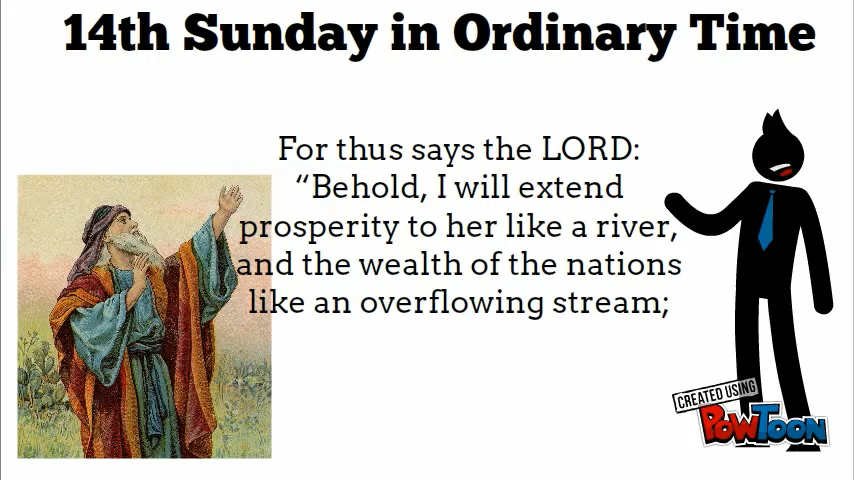 14th Sunday in Ordinary Time
For thus says the LORD:
“Behold, I will extend
prosperity to her like a river,
and the wealth of the nations
like an overflowing stream;
CREATED USING
POWTOON